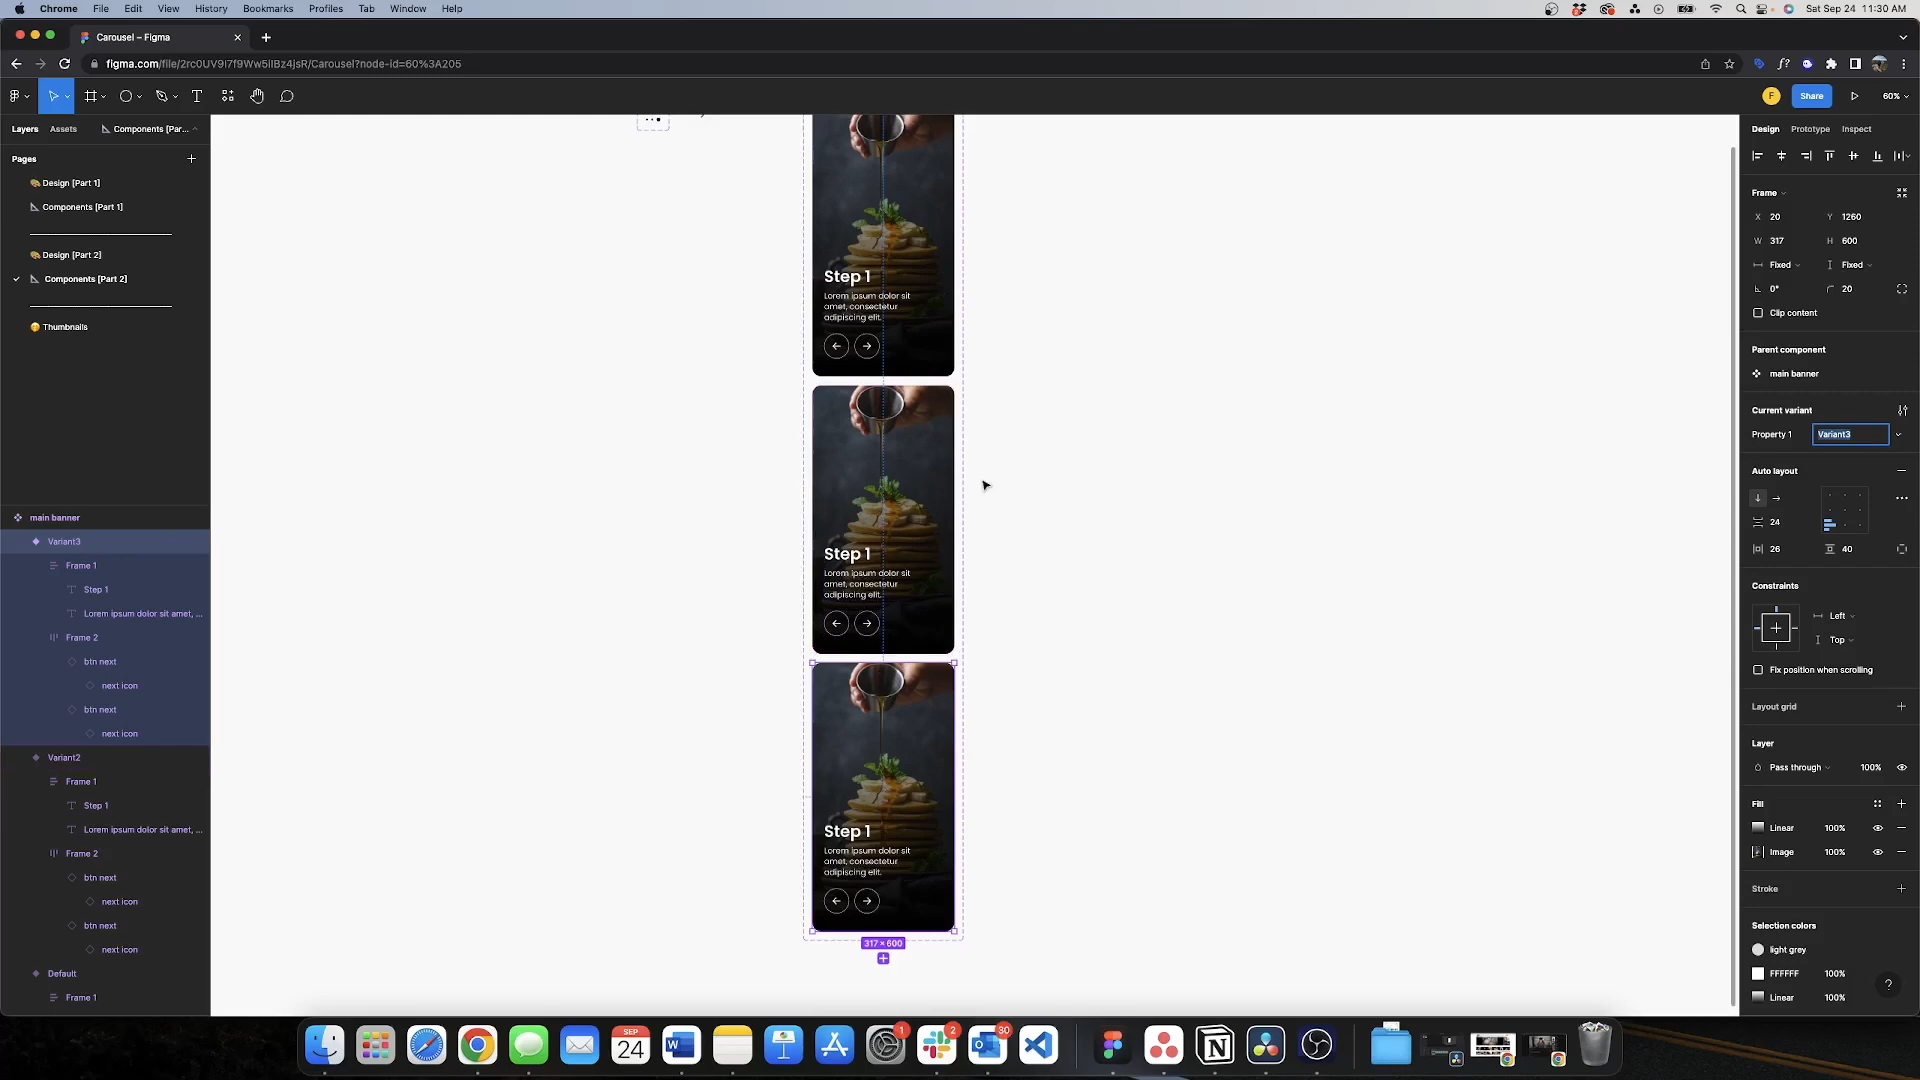 Chrome File Edit View History Bookmarks Profiles Tab Window Help
Sat Sep 24 11:30 AM
Carousel – Figma
figma.com/file/2rc0UV9I7f9Ww5iIBz4jsR/Carousel?node-id=60%3A205
F Share 60%
Layers Assets Components [Par...
Pages
Design [Part 1]
Components [Part 1]
Design [Part 2]
Components [Part 2]
Thumbnails
main banner
Variant3
Frame 1
Step 1
Lorem ipsum dolor sit amet, ...
Frame 2
btn next
next icon
btn next
next icon
Variant2
Frame 1
Step 1
Lorem ipsum dolor sit amet, ...
Frame 2
btn next
next icon
btn next
next icon
Default
Frame 1
Step 1
Lorem ipsum dolor sit
amet, consectetur
adipiscing elit.
Step 1
Lorem ipsum dolor sit
amet, consectetur
adipiscing elit.
Step 1
Lorem ipsum dolor sit
amet, consectetur
adipiscing elit.
317 × 600
Design Prototype Inspect
Frame
X 20 Y 1260
W 317 H 600
Fixed Fixed
0° 20
Clip content
Parent component
main banner
Current variant
Property 1 Variant3
Auto layout
24
26 40
Constraints
Left
Top
Fix position when scrolling
Layout grid
Layer
Pass through 100%
Fill
Linear 100%
Image 100%
Stroke
Selection colors
light grey
FFFFFF 100%
Linear 100%
?
SEP
24
1
2
30